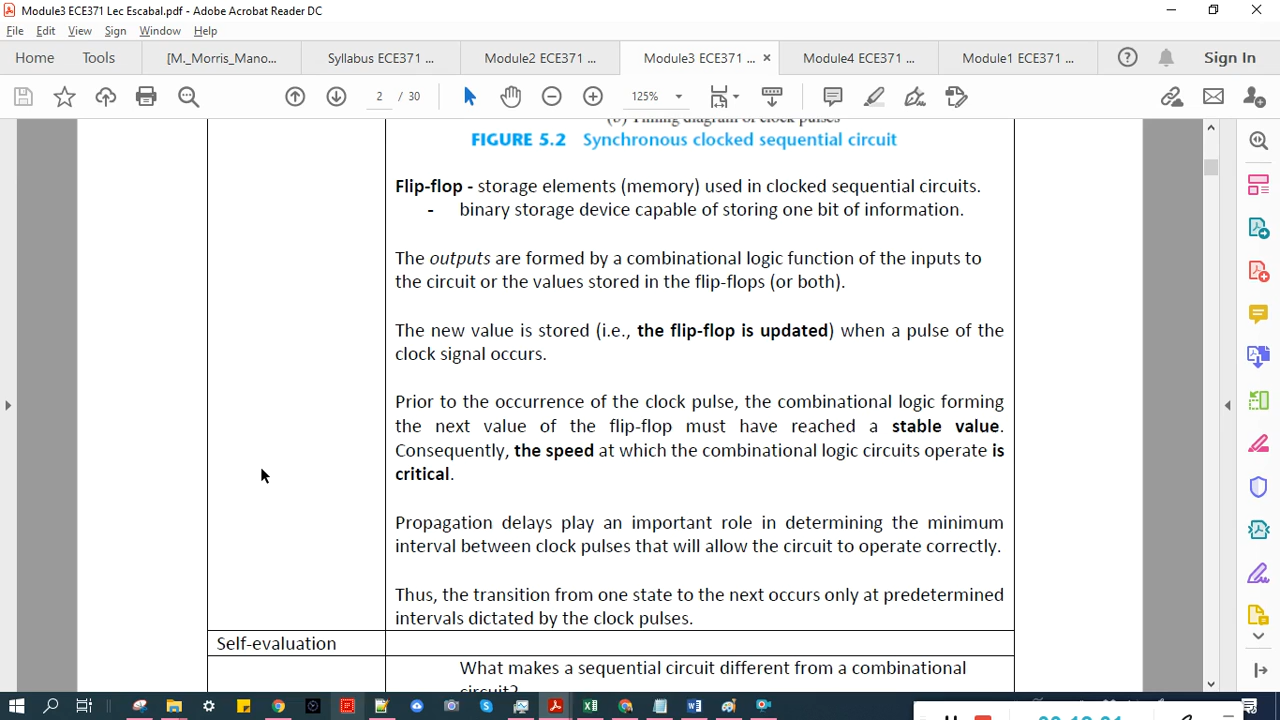 Module3 ECE371 Lec Escabal.pdf - Adobe Acrobat Reader DC
File Edit View Sign Window Help
Home Tools [M._Morris_Mano... Syllabus ECE371 ... Module2 ECE371 ... Module3 ECE371 ... × Module4 ECE371 ... Module1 ECE371 ... Sign In
2 / 30 125%
(b) Timing diagram of clock pulses
FIGURE 5.2 Synchronous clocked sequential circuit
Flip-flop - storage elements (memory) used in clocked sequential circuits.
- binary storage device capable of storing one bit of information.
The outputs are formed by a combinational logic function of the inputs to
the circuit or the values stored in the flip-flops (or both).
The new value is stored (i.e., the flip-flop is updated) when a pulse of the
clock signal occurs.
Prior to the occurrence of the clock pulse, the combinational logic forming
the next value of the flip-flop must have reached a stable value.
Consequently, the speed at which the combinational logic circuits operate is
critical.
Propagation delays play an important role in determining the minimum
interval between clock pulses that will allow the circuit to operate correctly.
Thus, the transition from one state to the next occurs only at predetermined
intervals dictated by the clock pulses.
Self-evaluation
What makes a sequential circuit different from a combinational
circuit?